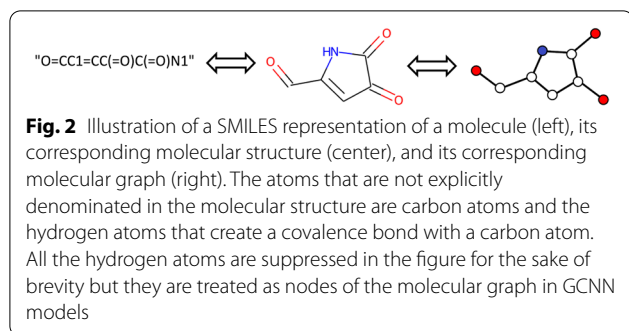 "O=CC1=CC(=O)C(=O)N1"
O
HN
O
O
Fig. 2 Illustration of a SMILES representation of a molecule (left), its
corresponding molecular structure (center), and its corresponding
molecular graph (right). The atoms that are not explicitly
denominated in the molecular structure are carbon atoms and the
hydrogen atoms that create a covalence bond with a carbon atom.
All the hydrogen atoms are suppressed in the figure for the sake
of brevity but they are treated as nodes of the molecular graph in GCNN
models